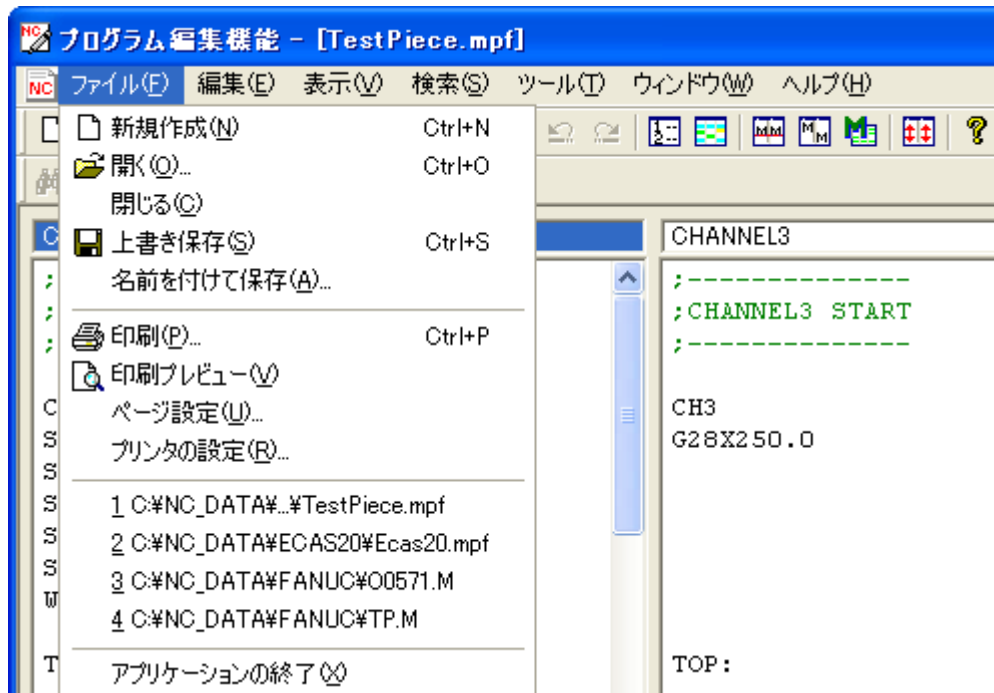 プログラム編集機能 - [TestPiece.mpf]
ファイル(F) 編集(E) 表示(V) 検索(S) ツール(T) ウィンドウ(W) ヘルプ(H)
新規作成(N) Ctrl+N
開く(O)... Ctrl+O
閉じる(C)
上書き保存(S) Ctrl+S
名前を付けて保存(A)...
印刷(P)... Ctrl+P
印刷プレビュー(V)
ページ設定(U)...
プリンタの設定(R)...
1 C:¥NC_DATA¥...¥TestPiece.mpf
2 C:¥NC_DATA¥ECAS20¥Ecas20.mpf
3 C:¥NC_DATA¥FANUC¥O0571.M
4 C:¥NC_DATA¥FANUC¥TP.M
アプリケーションの終了(X)
C
;
;
;
C
S
S
S
S
S
W
T
CHANNEL3
;--------------
;CHANNEL3 START
;--------------
CH3
G28X250.0
TOP: